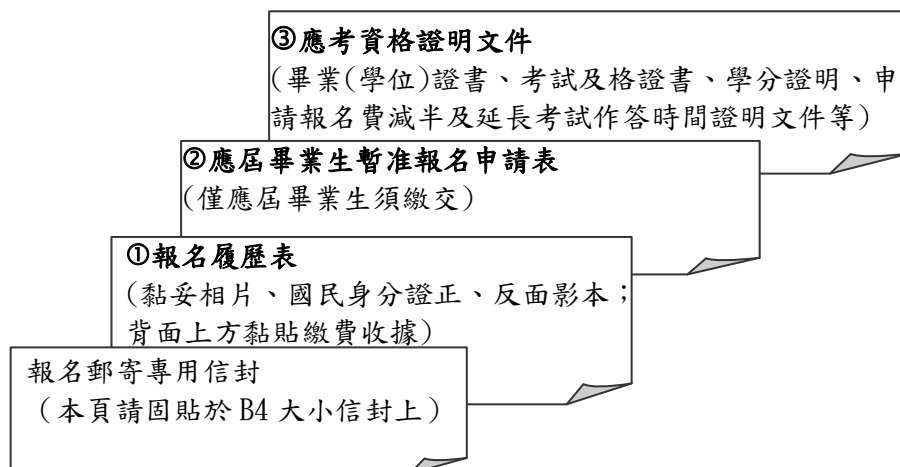 ③應考資格證明文件
(畢業(學位)證書、考試及格證書、學分證明、申
請報名費減半及延長考試作答時間證明文件等)
②應屆畢業生暫准報名申請表
(僅應屆畢業生須繳交)
①報名履歷表
(黏妥相片、國民身分證正、反面影本；
背面上方黏貼繳費收據)
報名郵寄專用信封
（本頁請固貼於 B4 大小信封上）